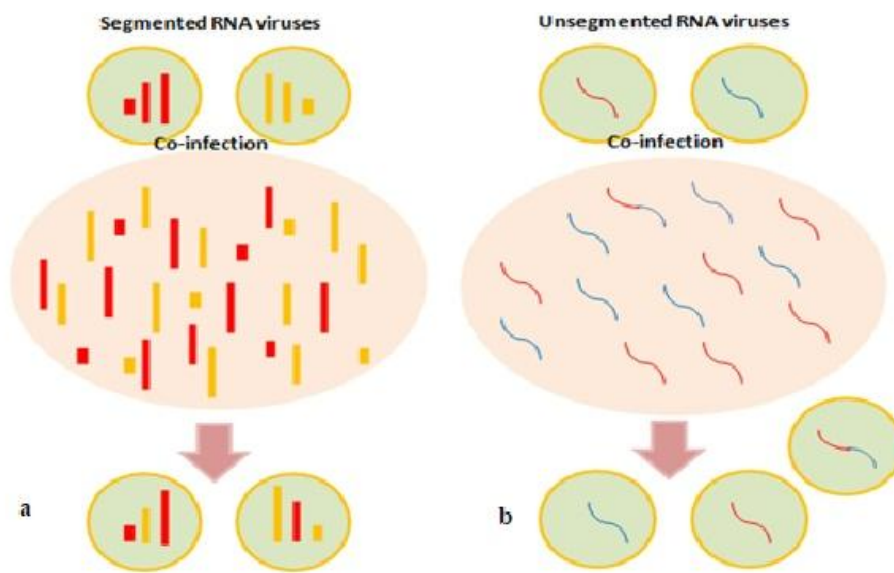 Segmented RNA viruses
Co-infection
a
Unsegmented RNA viruses
Co-infection
b